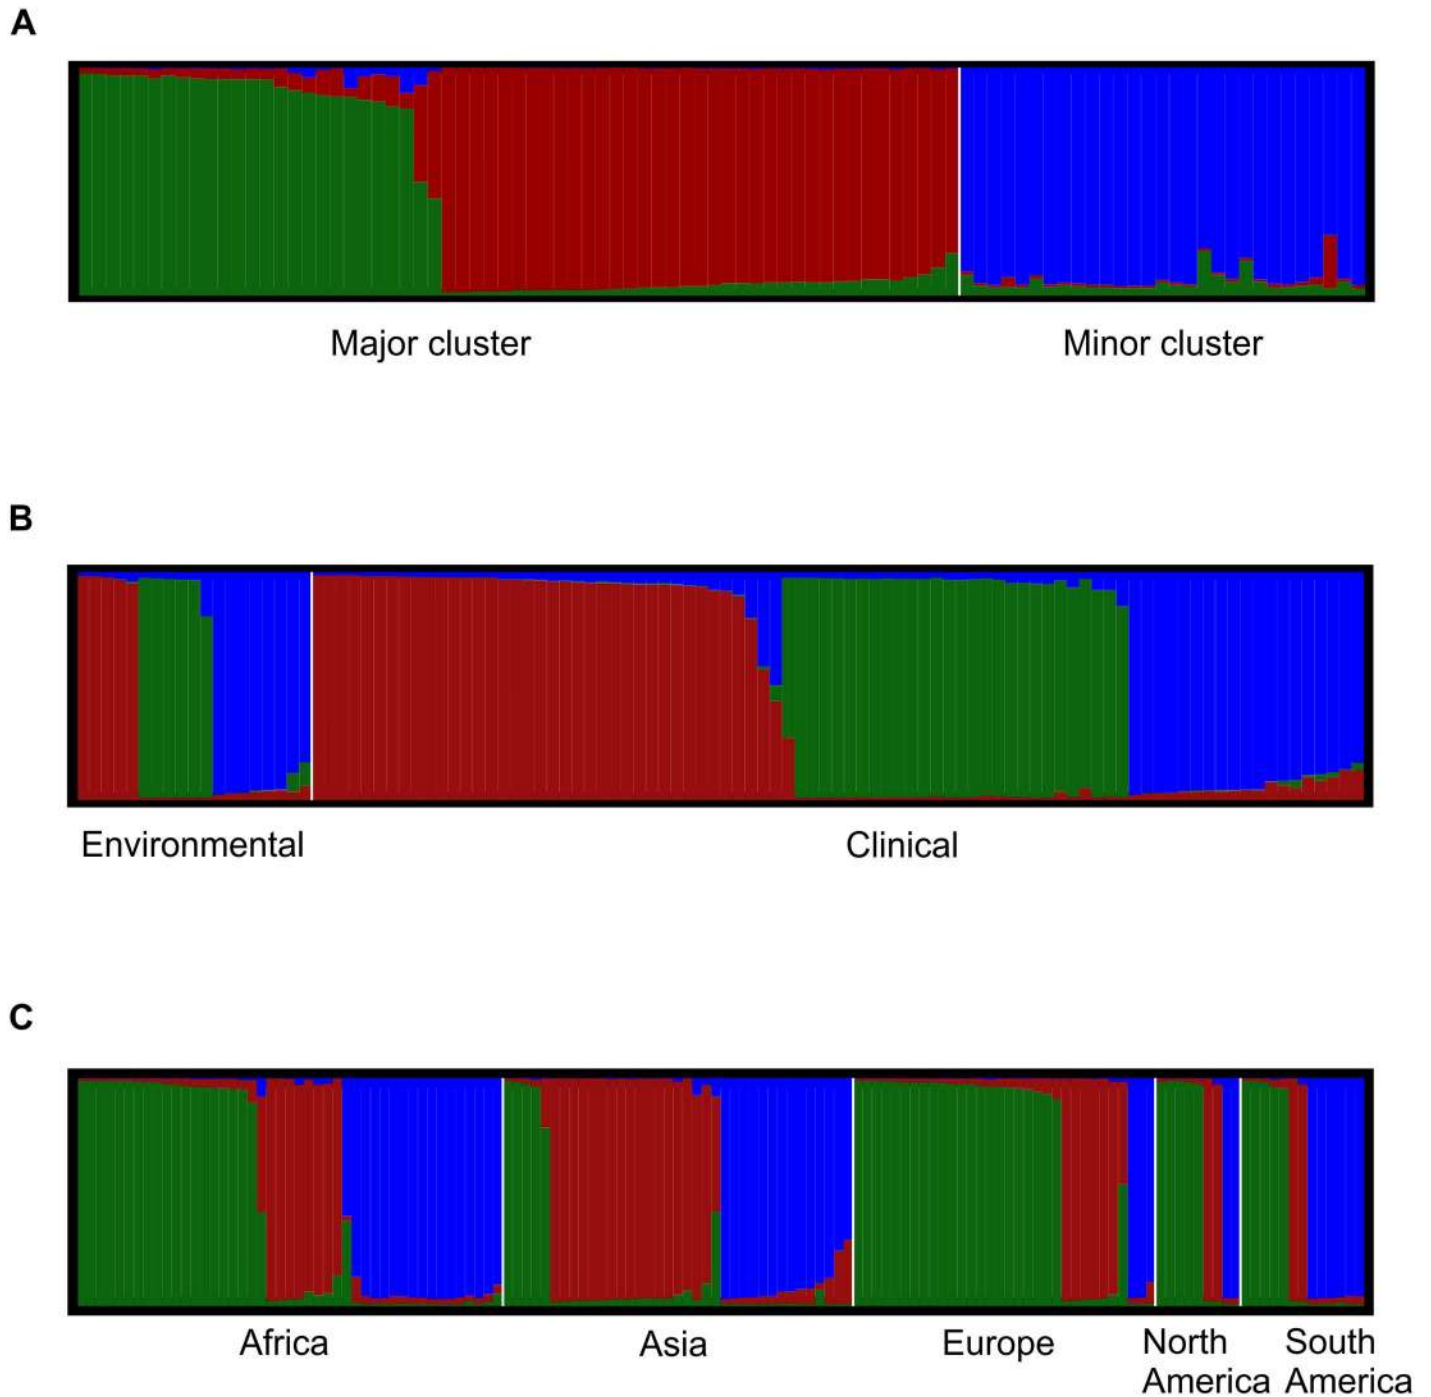 A
Major cluster Minor cluster
B
Environmental Clinical
C
Africa Asia Europe North America South America